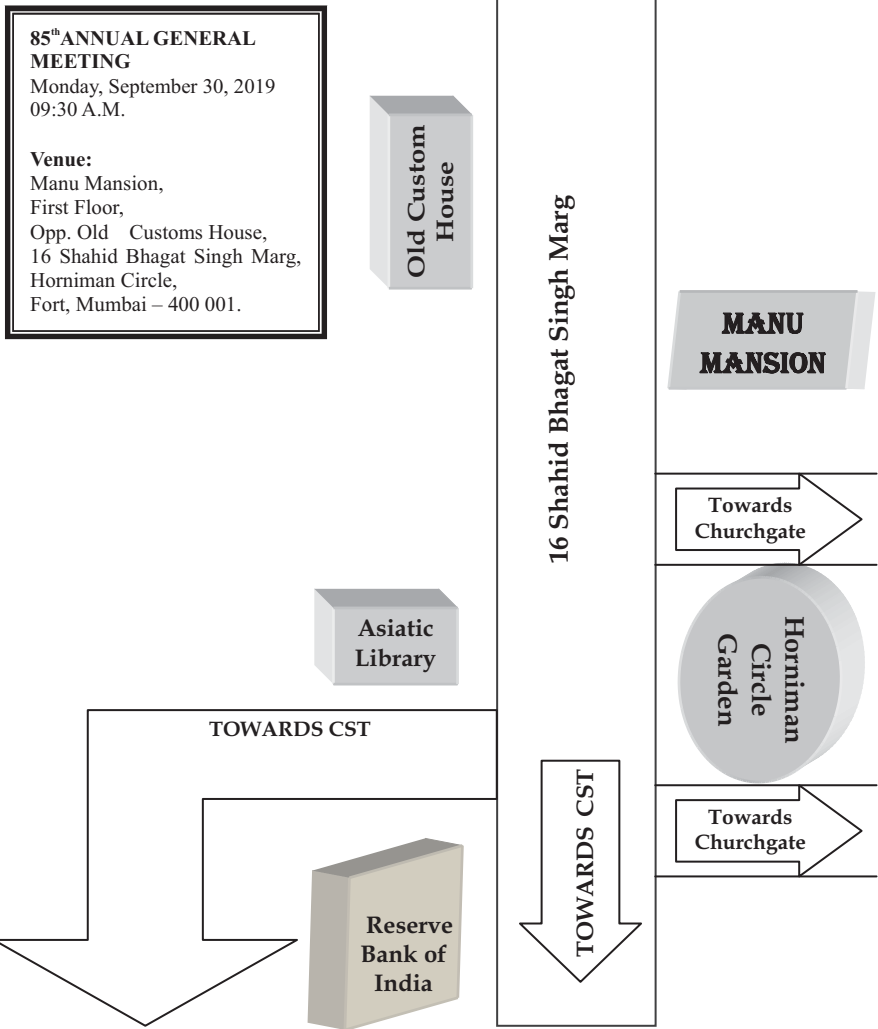 85th ANNUAL GENERAL
MEETING
Monday, September 30, 2019
09:30 A.M.
Venue:
Manu Mansion,
First Floor,
Opp. Old Customs House,
16 Shahid Bhagat Singh Marg,
Horniman Circle,
Fort, Mumbai – 400 001.
Old Custom
House
16 Shahid Bhagat Singh Marg
MANU
MANSION
Towards
Churchgate
Asiatic
Library
Horniman
Circle
Garden
TOWARDS CST
TOWARDS CST
Towards
Churchgate
Reserve
Bank of
India